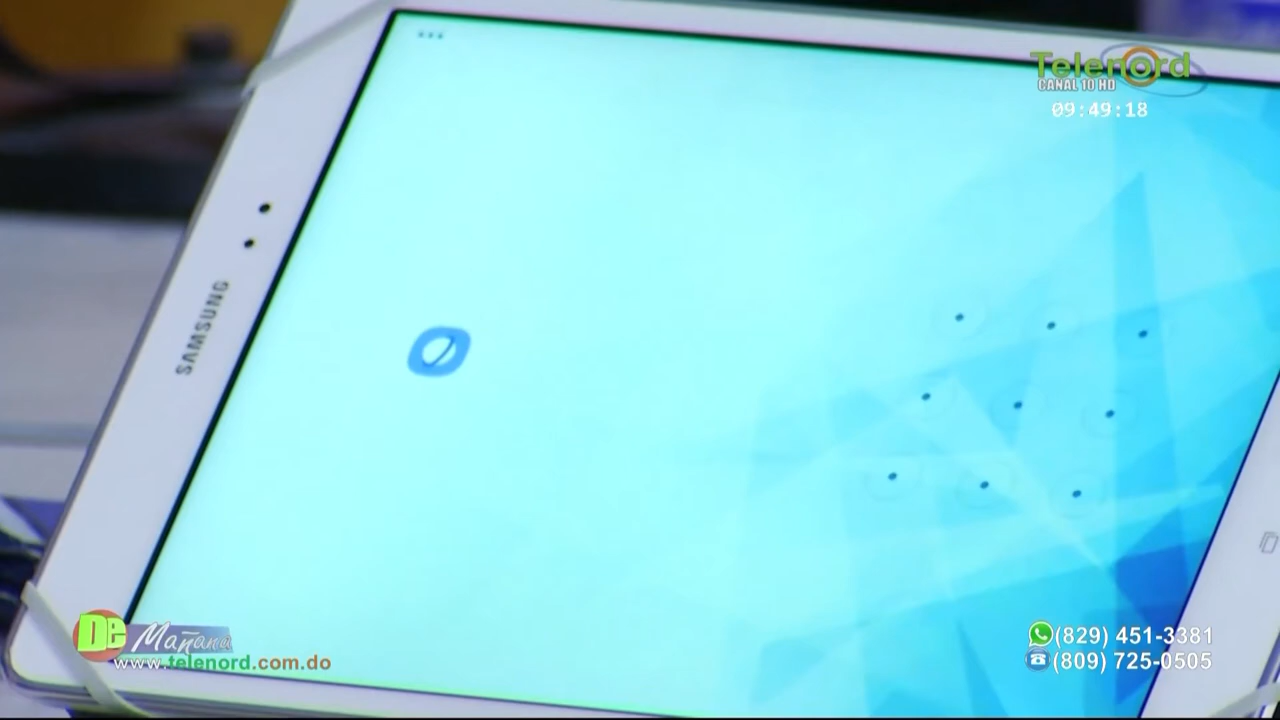 Telenord
CANAL 10 HD
09:49:18
SAMSUNG
De Mañana
www.telenord.com.do
(829) 451-3381
(809) 725-0505